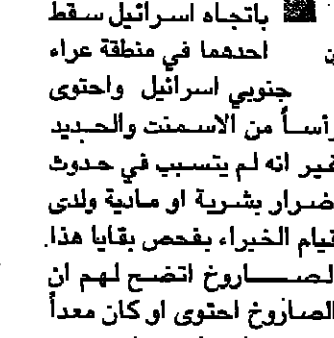 باتجاه اسرائيل سقط
احدهما في منطقة عراء
جنوبي اسرائيل واحتوى
رأساً من الاسمنت والحديد
غير انه لم يتسبب في حدوث
اضرار بشرية او مادية ولدى
قيام الخبراء بفحص بقايا هذا
الصـــاروخ اتضح لهم ان
الصاروخ احتوى او كان معداً